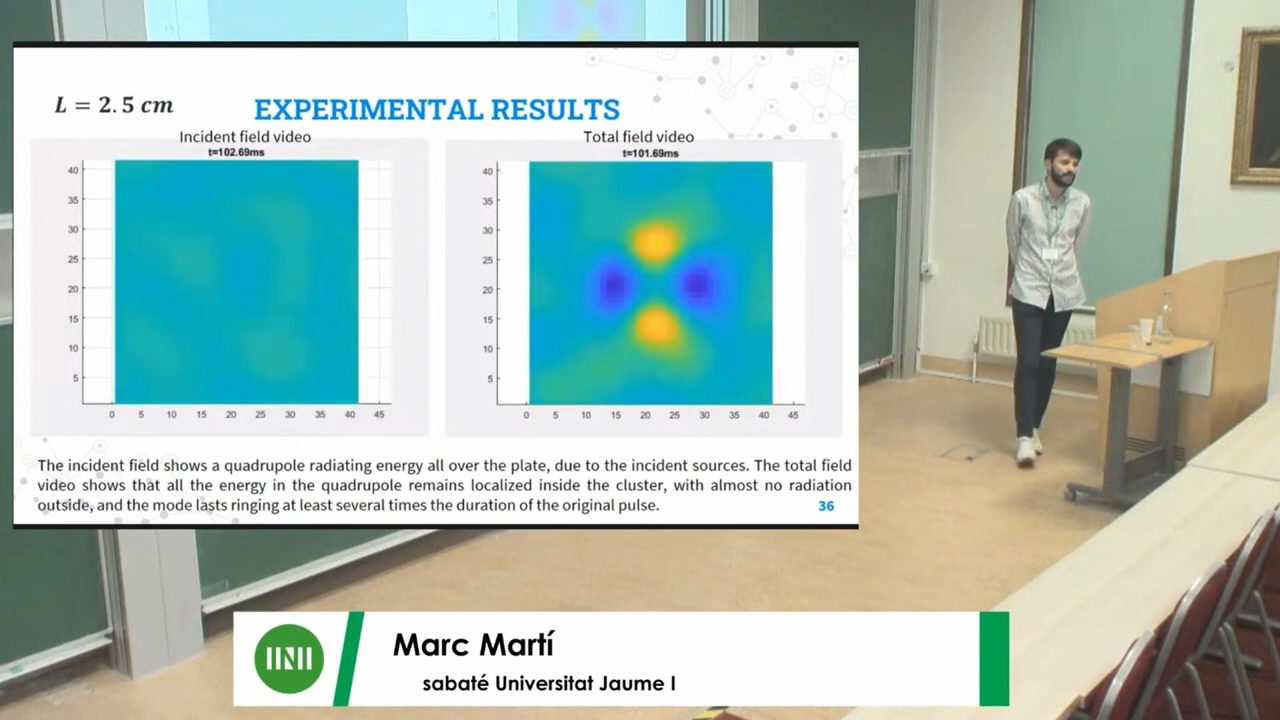 L = 2.5 cm
EXPERIMENTAL RESULTS
Incident field video
t=102.69ms
40
35
30
25
20
15
10
5
0 5 10 15 20 25 30 35 40 45
Total field video
t=101.69ms
40
35
30
25
20
15
10
5
0 5 10 15 20 25 30 35 40 45
The incident field shows a quadrupole radiating energy all over the plate, due to the incident sources. The total field
video shows that all the energy in the quadrupole remains localized inside the cluster, with almost no radiation
outside, and the mode lasts ringing at least several times the duration of the original pulse.
36
Marc Martí
sabaté Universitat Jaume I